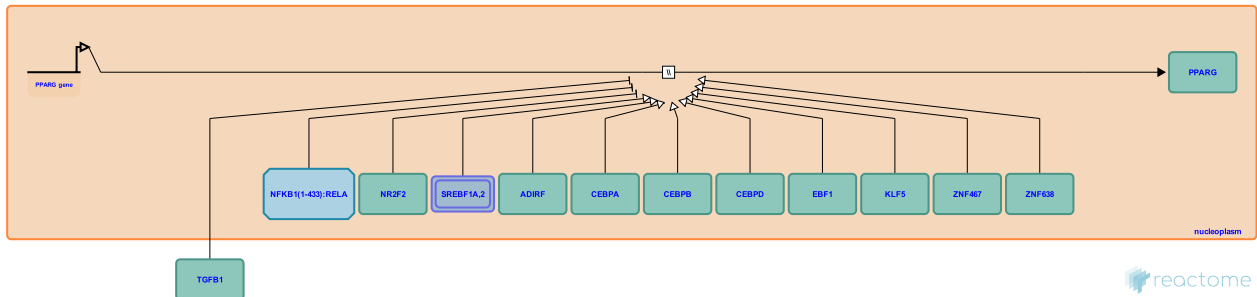 PPARG gene
\\
PPARG
NFKB1(1-433):RELA
NR2F2
SREBF1A,2
ADIRF
CEBPA
CEBPB
CEBPD
EBF1
KLF5
ZNF467
ZNF638
nucleoplasm
TGFB1
reactome